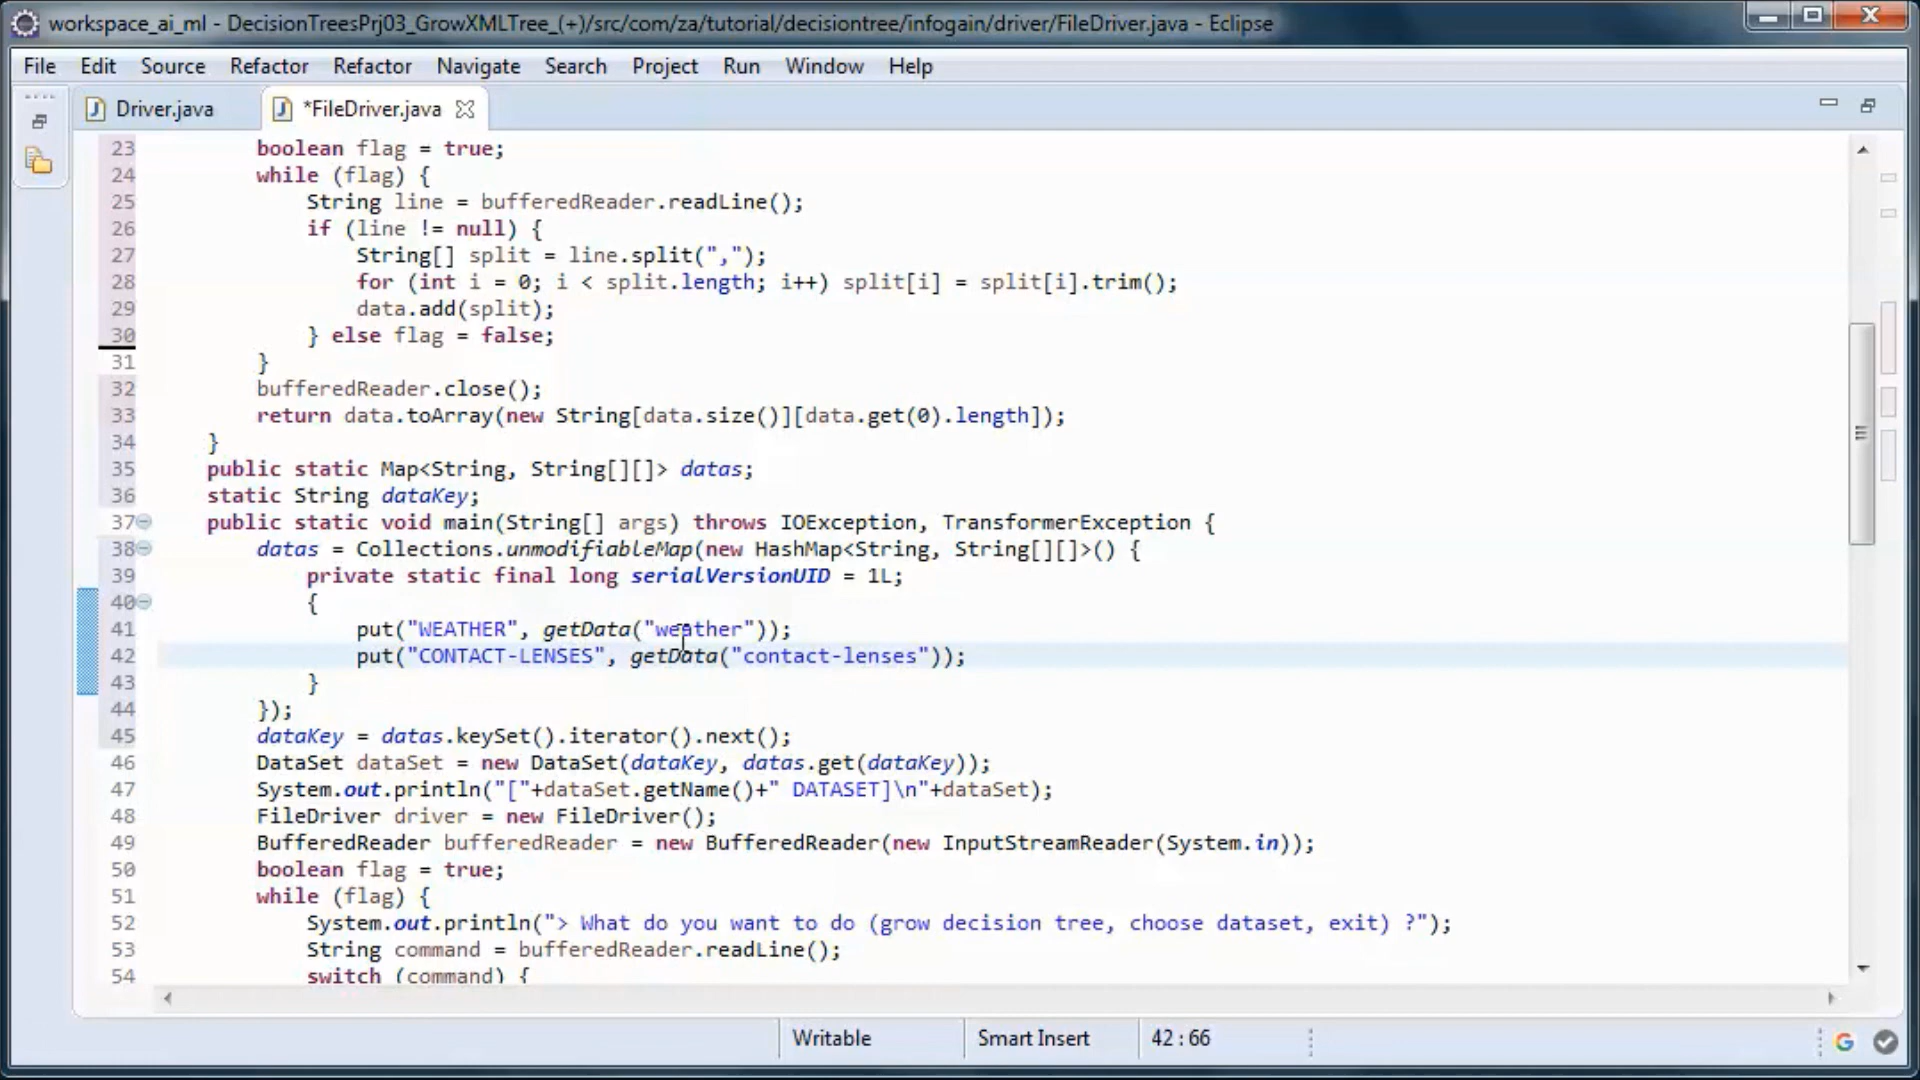 workspace_ai_ml - DecisionTreesPrj03_GrowXMLTree_(+)/src/com/za/tutorial/decisiontree/infogain/driver/FileDriver.java - Eclipse
File Edit Source Refactor Refactor Navigate Search Project Run Window Help
Driver.java *FileDriver.java
23 boolean flag = true;
24 while (flag) {
25 String line = bufferedReader.readLine();
26 if (line != null) {
27 String[] split = line.split(",");
28 for (int i = 0; i < split.length; i++) split[i] = split[i].trim();
29 data.add(split);
30 } else flag = false;
31 }
32 bufferedReader.close();
33 return data.toArray(new String[data.size()][data.get(0).length]);
34 }
35 public static Map<String, String[][]> datas;
36 static String dataKey;
37 public static void main(String[] args) throws IOException, TransformerException {
38 datas = Collections.unmodifiableMap(new HashMap<String, String[][]>() {
39 private static final long serialVersionUID = 1L;
40 {
41 put("WEATHER", getData("weather"));
42 put("CONTACT-LENSES", getData("contact-lenses"));
43 }
44 });
45 dataKey = datas.keySet().iterator().next();
46 DataSet dataSet = new DataSet(dataKey, datas.get(dataKey));
47 System.out.println("["+dataSet.getName()+" DATASET]\n"+dataSet);
48 FileDriver driver = new FileDriver();
49 BufferedReader bufferedReader = new BufferedReader(new InputStreamReader(System.in));
50 boolean flag = true;
51 while (flag) {
52 System.out.println("> What do you want to do (grow decision tree, choose dataset, exit) ?");
53 String command = bufferedReader.readLine();
54 switch (command) {
Writable Smart Insert 42 : 66